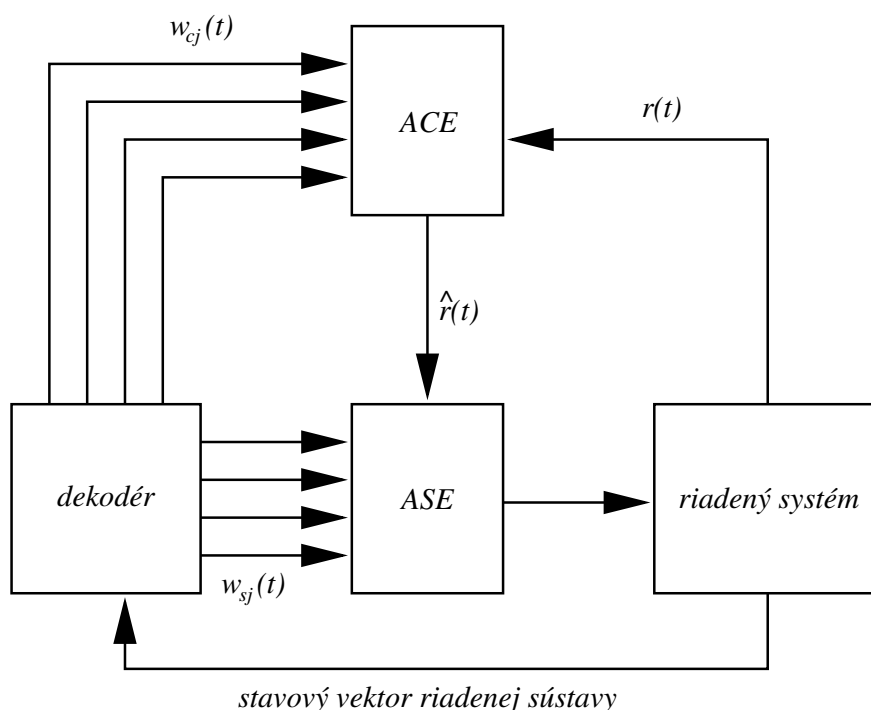 w_cj(t)
ACE
r(t)
r̂(t)
dekodér
ASE
riadený systém
w_sj(t)
stavový vektor riadenej sústavy